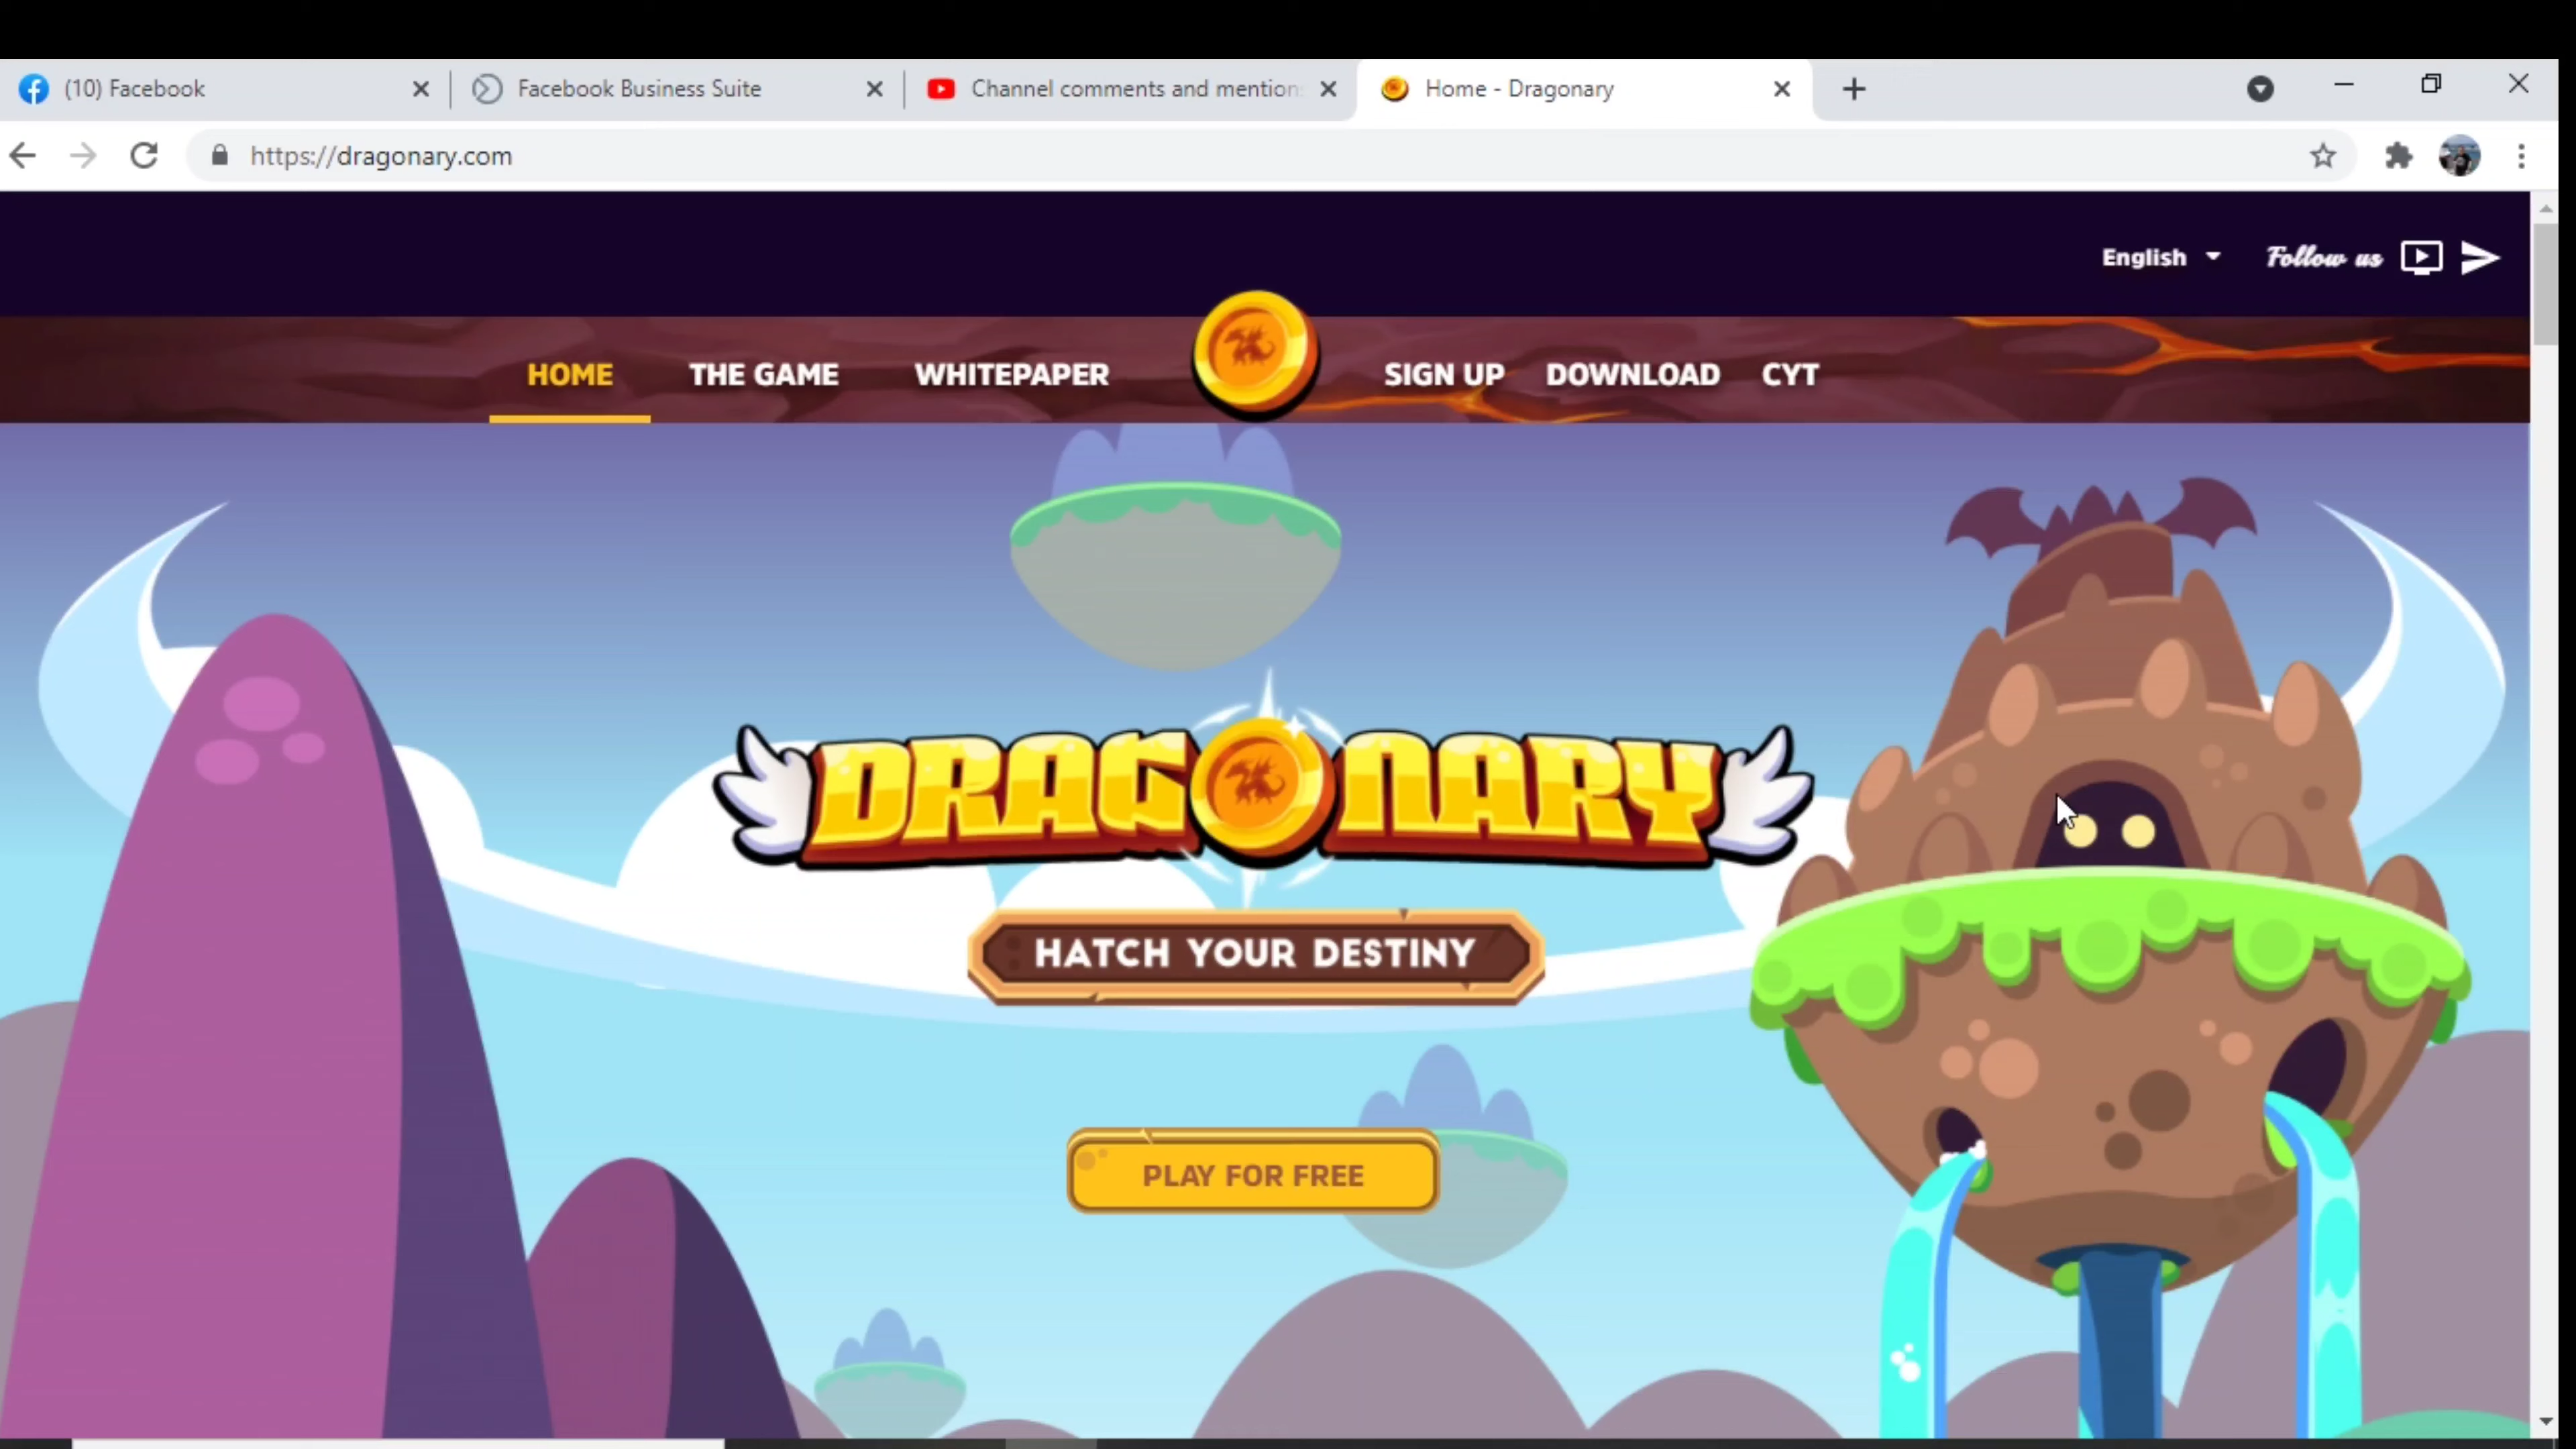 (10) Facebook
Facebook Business Suite
Channel comments and mentions
Home - Dragonary
https://dragonary.com
English
Follow us
HOME
THE GAME
WHITEPAPER
SIGN UP
DOWNLOAD
CYT
DRAGONARY
HATCH YOUR DESTINY
PLAY FOR FREE